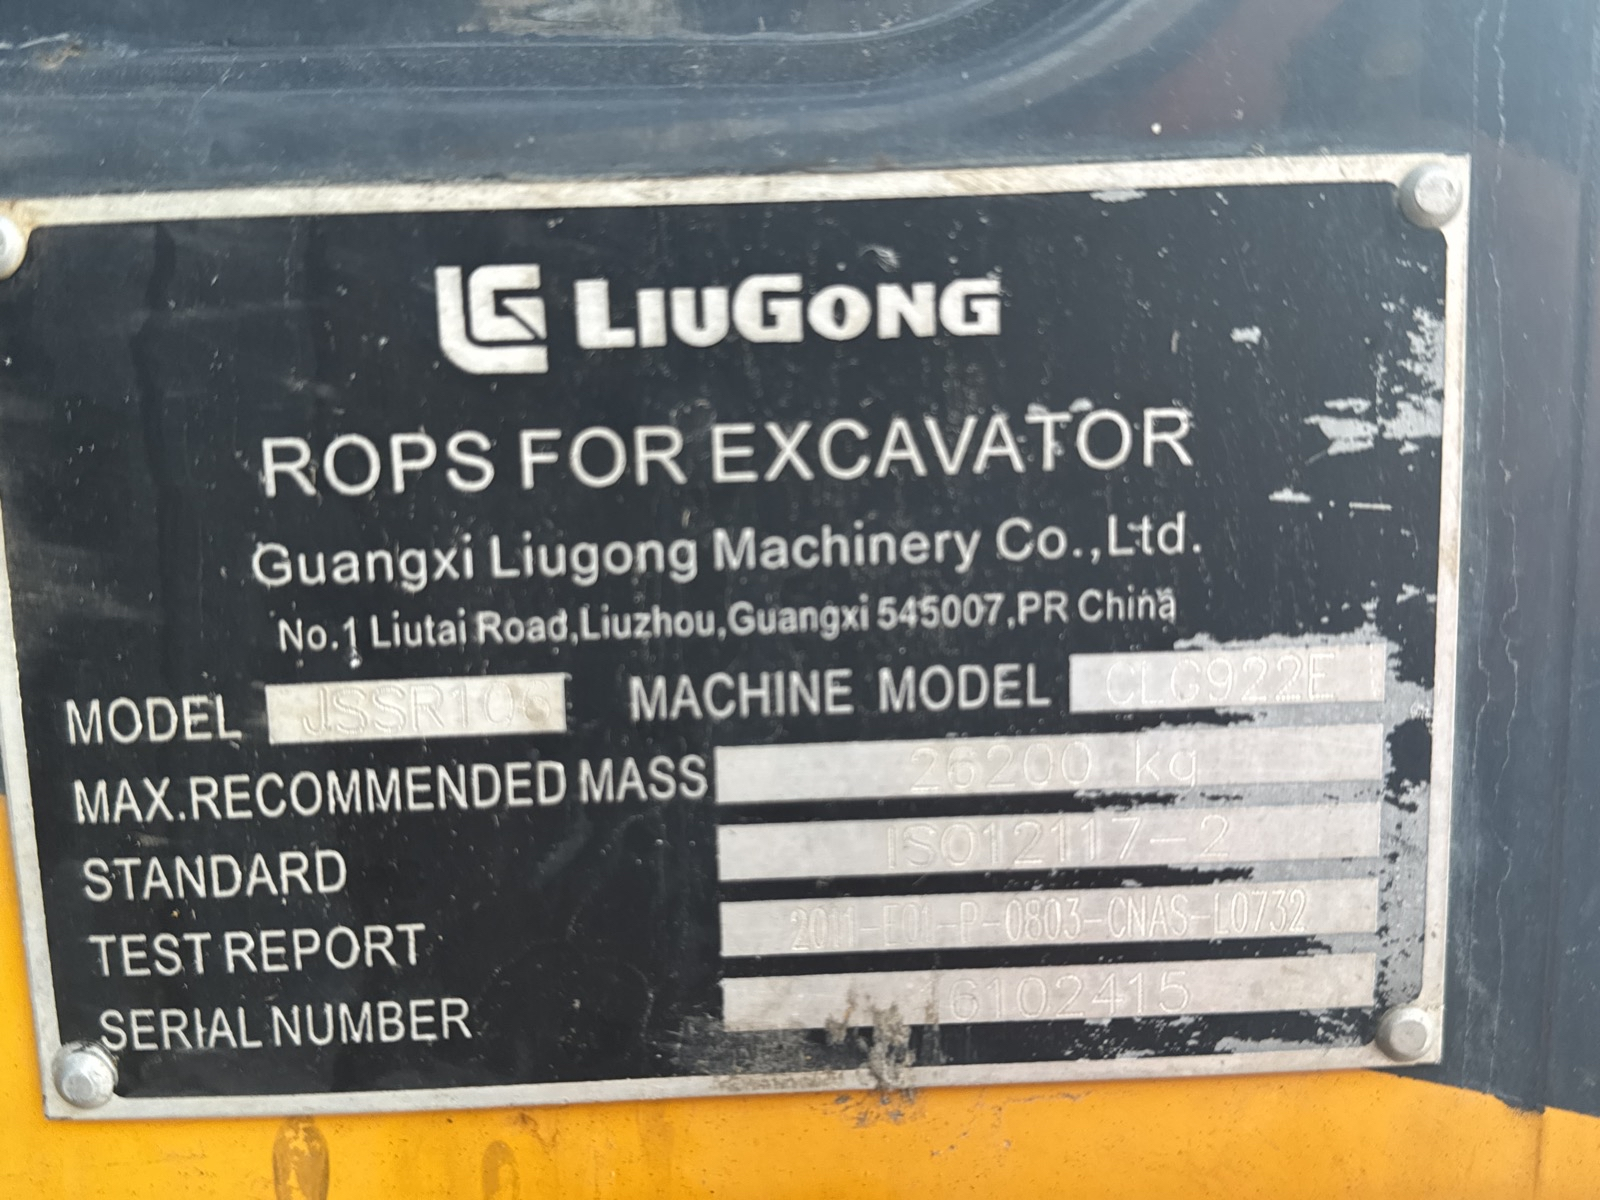 LG LIUGONG
ROPS FOR EXCAVATOR
Guangxi Liugong Machinery Co.,Ltd.
No.1 Liutai Road,Liuzhou,Guangxi 545007,PR China
MODEL JSSR106 MACHINE MODEL CLG922E
MAX.RECOMMENDED MASS 26200 kg
STANDARD ISO12117-2
TEST REPORT 2011-E01-P-0803-CNAS-L0732
SERIAL NUMBER